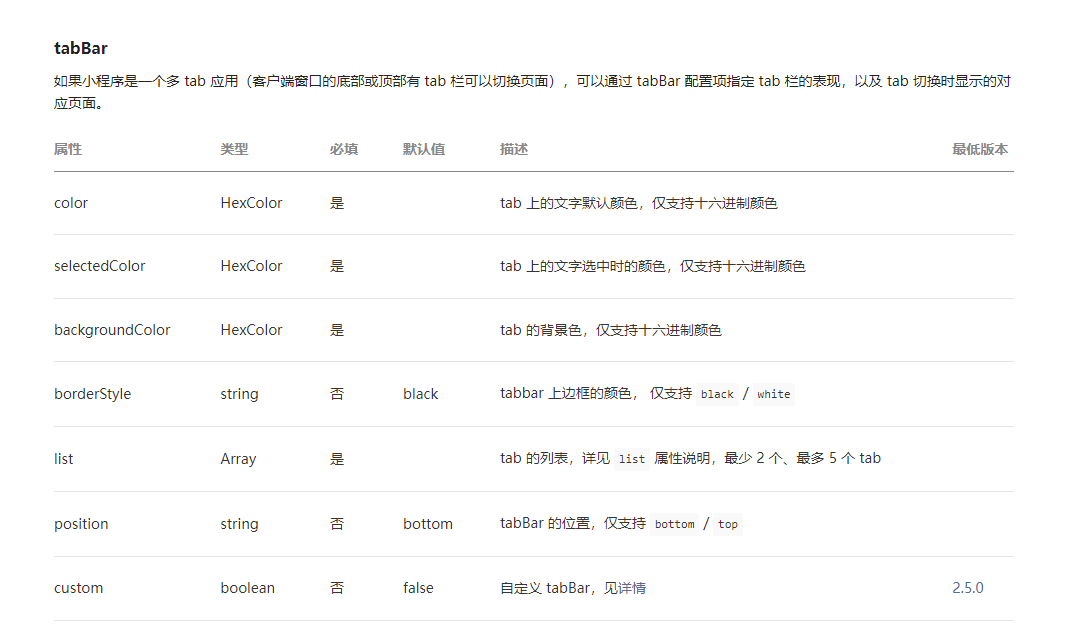 tabBar
如果小程序是一个多 tab 应用（客户端窗口的底部或顶部有 tab 栏可以切换页面），可以通过 tabBar 配置项指定 tab 栏的表现，以及 tab 切换时显示的对
应页面。
属性 类型 必填 默认值 描述 最低版本
color HexColor 是 tab 上的文字默认颜色，仅支持十六进制颜色
selectedColor HexColor 是 tab 上的文字选中时的颜色，仅支持十六进制颜色
backgroundColor HexColor 是 tab 的背景色，仅支持十六进制颜色
borderStyle string 否 black tabbar 上边框的颜色， 仅支持 black / white
list Array 是 tab 的列表，详见 list 属性说明，最少 2 个、最多 5 个 tab
position string 否 bottom tabBar 的位置，仅支持 bottom / top
custom boolean 否 false 自定义 tabBar，见详情 2.5.0